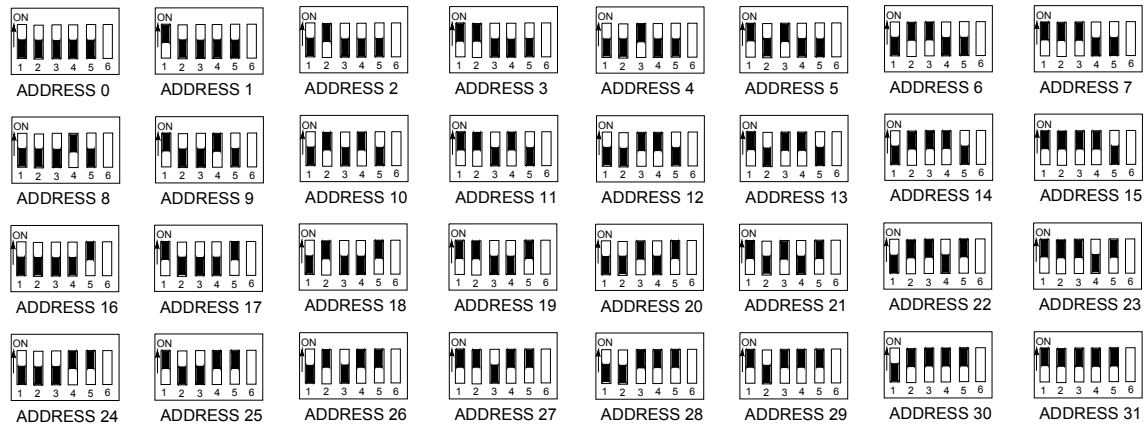 ON ON ON ON ON ON ON ON
1 2 3 4 5 6 1 2 3 4 5 6 1 2 3 4 5 6 1 2 3 4 5 6 1 2 3 4 5 6 1 2 3 4 5 6 1 2 3 4 5 6 1 2 3 4 5 6
ADDRESS 0 ADDRESS 1 ADDRESS 2 ADDRESS 3 ADDRESS 4 ADDRESS 5 ADDRESS 6 ADDRESS 7
ON ON ON ON ON ON ON ON
1 2 3 4 5 6 1 2 3 4 5 6 1 2 3 4 5 6 1 2 3 4 5 6 1 2 3 4 5 6 1 2 3 4 5 6 1 2 3 4 5 6 1 2 3 4 5 6
ADDRESS 8 ADDRESS 9 ADDRESS 10 ADDRESS 11 ADDRESS 12 ADDRESS 13 ADDRESS 14 ADDRESS 15
ON ON ON ON ON ON ON ON
1 2 3 4 5 6 1 2 3 4 5 6 1 2 3 4 5 6 1 2 3 4 5 6 1 2 3 4 5 6 1 2 3 4 5 6 1 2 3 4 5 6 1 2 3 4 5 6
ADDRESS 16 ADDRESS 17 ADDRESS 18 ADDRESS 19 ADDRESS 20 ADDRESS 21 ADDRESS 22 ADDRESS 23
ON ON ON ON ON ON ON ON
1 2 3 4 5 6 1 2 3 4 5 6 1 2 3 4 5 6 1 2 3 4 5 6 1 2 3 4 5 6 1 2 3 4 5 6 1 2 3 4 5 6 1 2 3 4 5 6
ADDRESS 24 ADDRESS 25 ADDRESS 26 ADDRESS 27 ADDRESS 28 ADDRESS 29 ADDRESS 30 ADDRESS 31